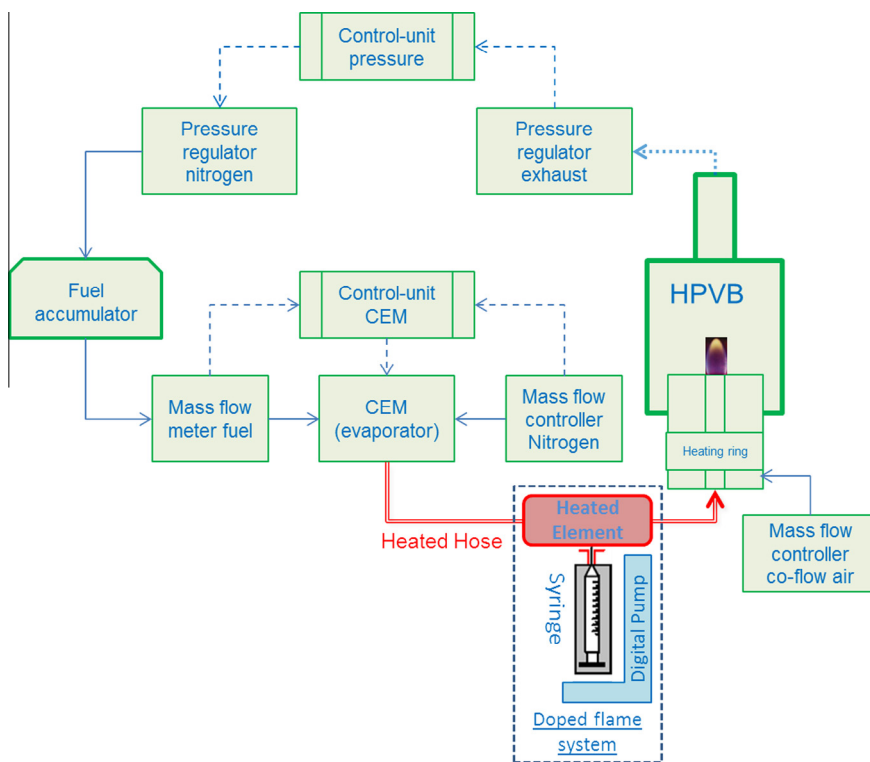 Control-unit
pressure
Pressure
regulator
nitrogen
Pressure
regulator
exhaust
Fuel
accumulator
Control-unit
CEM
HPVB
Mass flow
meter fuel
CEM
(evaporator)
Mass flow
controller
Nitrogen
Heating ring
Heated Hose
Heated
Element
Mass flow
controller
co-flow air
Syringe
Digital Pump
Doped flame
system